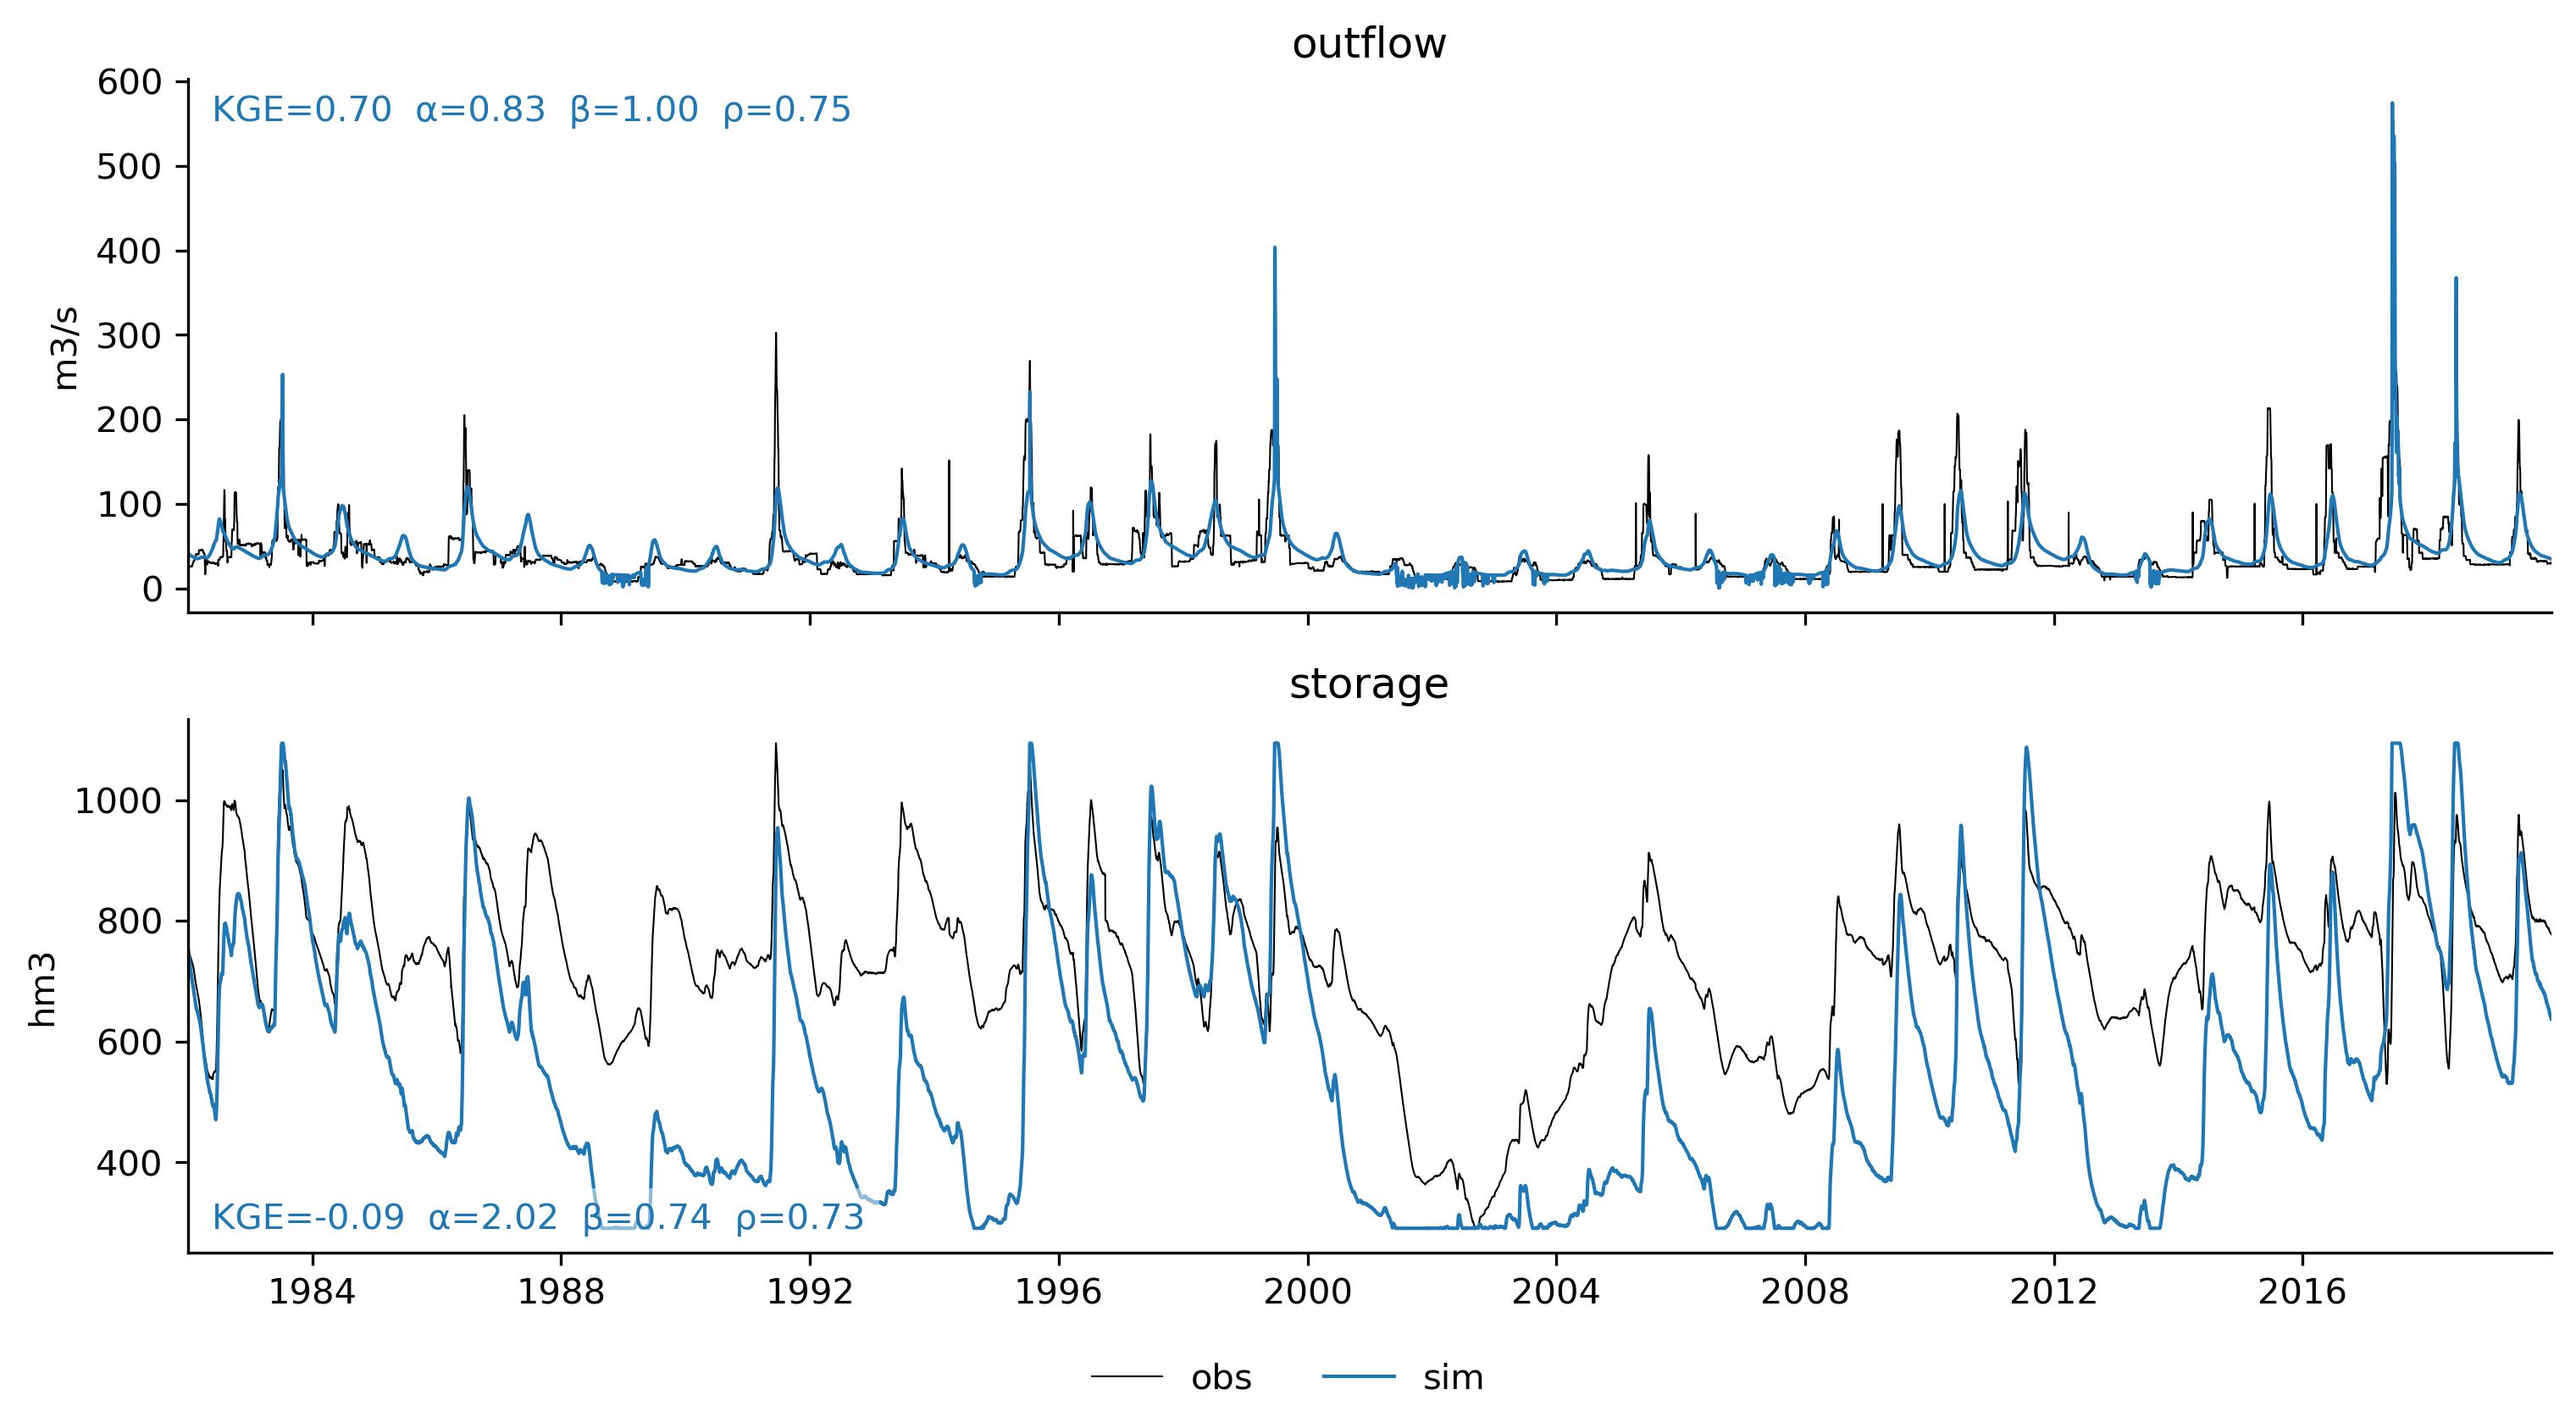 outflow
600
500
400
300
200
100
0
m3/s
KGE=0.70 α=0.83 β=1.00 ρ=0.75
storage
1000
800
600
400
hm3
KGE=-0.09 α=2.02 β=0.74 ρ=0.73
1984 1988 1992 1996 2000 2004 2008 2012 2016
obs sim